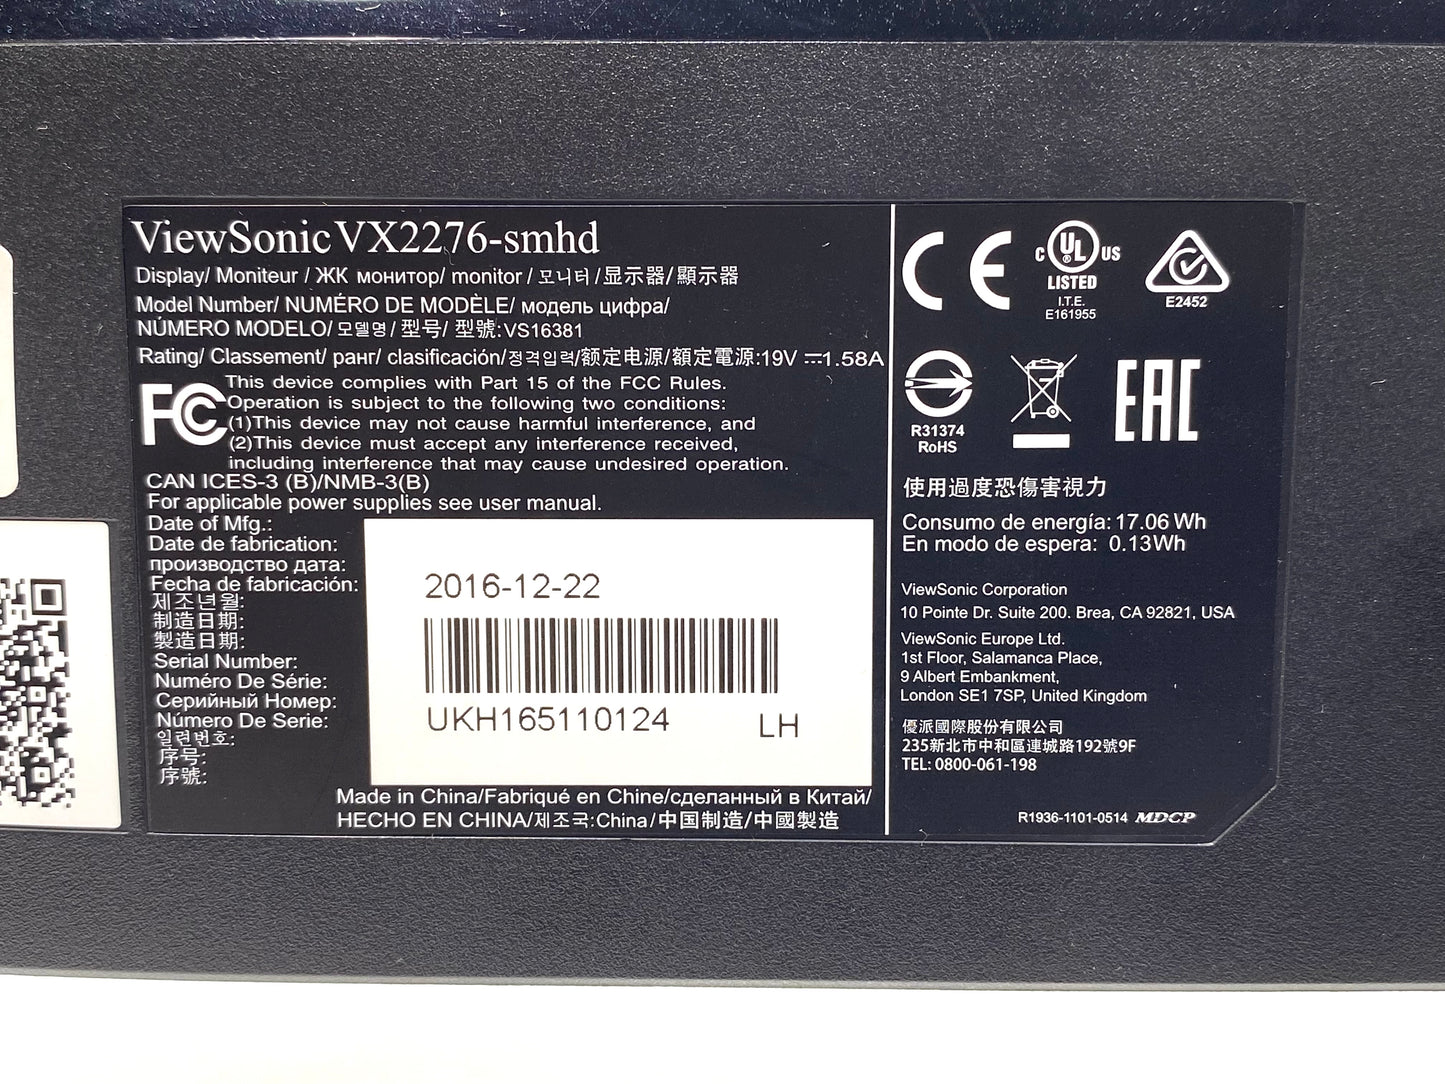 ViewSonic VX2276-smhd
Display/ Moniteur / ЖК монитор/ monitor / 모니터 / 显示器/ 顯示器
Model Number/ NUMÉRO DE MODÈLE/ модель цифра/
NÚMERO MODELO/ 모델명 / 型号/ 型號:VS16381
Rating/ Classement/ ранг/ clasificación/정격입력/额定电源/額定電源:19V ⎓1.58A
FC
This device complies with Part 15 of the FCC Rules.
Operation is subject to the following two conditions:
(1)This device may not cause harmful interference, and
(2)This device must accept any interference received,
including interference that may cause undesired operation.
CAN ICES-3 (B)/NMB-3(B)
For applicable power supplies see user manual.
Date of Mfg.:
Date de fabrication:
производство дата:
Fecha de fabricación:
제조년월:
制造日期:
製造日期:
Serial Number:
Numéro De Série:
Серийный Номер:
Número De Serie:
일련번호:
序号:
序號:
2016-12-22
UKH165110124
LH
Made in China/Fabriqué en Chine/сделанный в Китай/
HECHO EN CHINA/제조국:China/中国制造/中國製造
CE
C UL US
®
LISTED
I.T.E.
E161955
E2452
R31374
RoHS
EAC
使用過度恐傷害視力
Consumo de energía: 17.06 Wh
En modo de espera: 0.13Wh
ViewSonic Corporation
10 Pointe Dr. Suite 200. Brea, CA 92821, USA
ViewSonic Europe Ltd.
1st Floor, Salamanca Place,
9 Albert Embankment,
London SE1 7SP, United Kingdom
優派國際股份有限公司
235新北市中和區連城路192號9F
TEL: 0800-061-198
R1936-1101-0514 MDCP